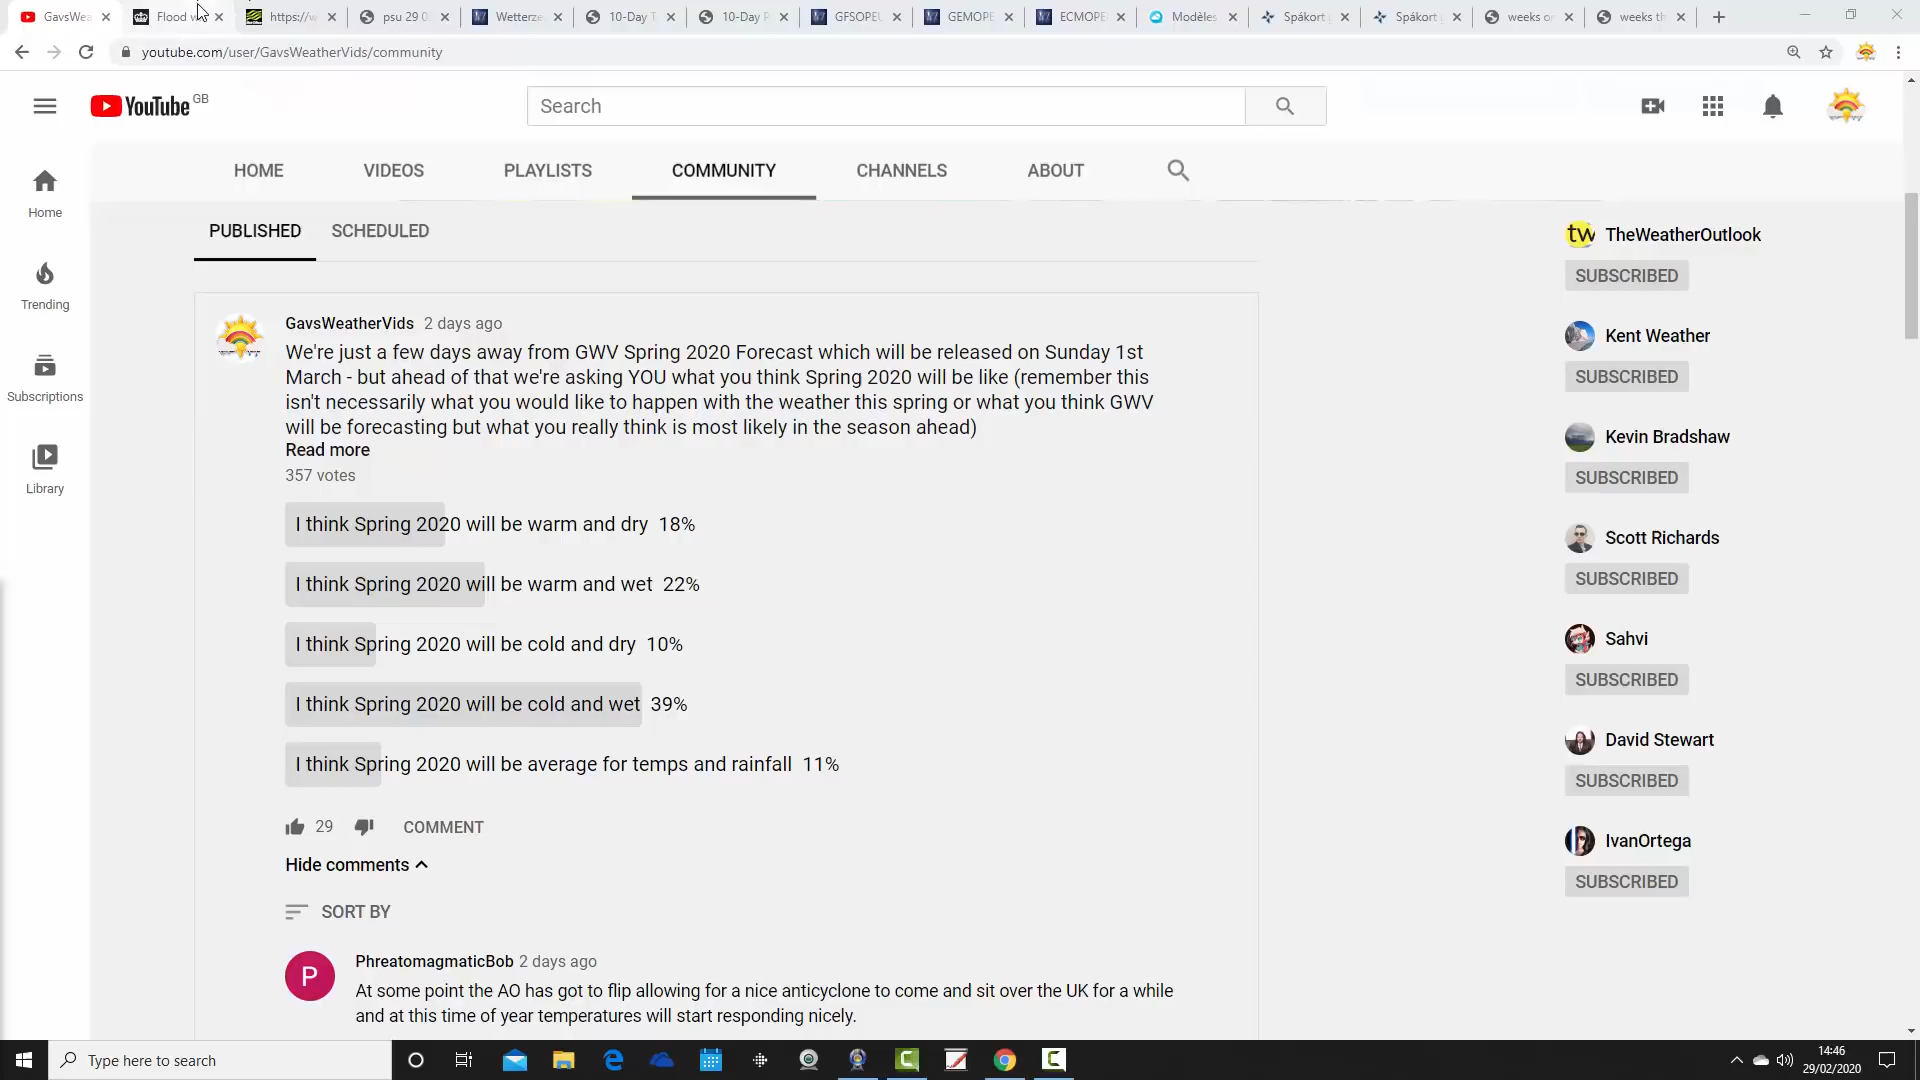 GavsWea
Flood w
https://w
psu 29 0
Wetterze
10-Day T
10-Day P
GFSOPEU
GEMOPE
ECMOPE
Modèles
Spákort
Spákort
weeks o
weeks th
youtube.com/user/GavsWeatherVids/community
YouTube GB
Search
HOME VIDEOS PLAYLISTS COMMUNITY CHANNELS ABOUT
Home
Trending
Subscriptions
Library
PUBLISHED SCHEDULED
GavsWeatherVids 2 days ago
We're just a few days away from GWV Spring 2020 Forecast which will be released on Sunday 1st
March - but ahead of that we're asking YOU what you think Spring 2020 will be like (remember this
isn't necessarily what you would like to happen with the weather this spring or what you think GWV
will be forecasting but what you really think is most likely in the season ahead)
Read more
357 votes
I think Spring 2020 will be warm and dry 18%
I think Spring 2020 will be warm and wet 22%
I think Spring 2020 will be cold and dry 10%
I think Spring 2020 will be cold and wet 39%
I think Spring 2020 will be average for temps and rainfall 11%
29 COMMENT
Hide comments
SORT BY
P
PhreatomagmaticBob 2 days ago
At some point the AO has got to flip allowing for a nice anticyclone to come and sit over the UK for a while
and at this time of year temperatures will start responding nicely.
tw
TheWeatherOutlook
SUBSCRIBED
Kent Weather
SUBSCRIBED
Kevin Bradshaw
SUBSCRIBED
Scott Richards
SUBSCRIBED
Sahvi
SUBSCRIBED
David Stewart
SUBSCRIBED
IvanOrtega
SUBSCRIBED
Type here to search
14:46
29/02/2020